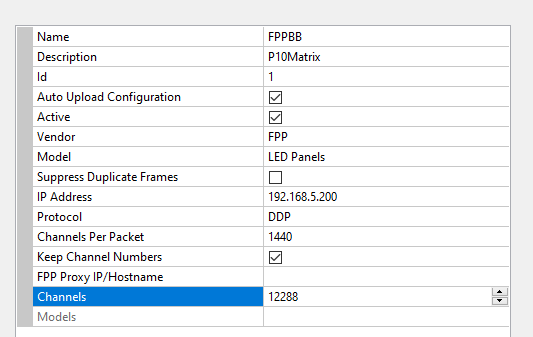 Name FPPBB
Description P10Matrix
Id 1
Auto Upload Configuration
Active
Vendor FPP
Model LED Panels
Suppress Duplicate Frames
IP Address 192.168.5.200
Protocol DDP
Channels Per Packet 1440
Keep Channel Numbers
FPP Proxy IP/Hostname
Channels 12288
Models